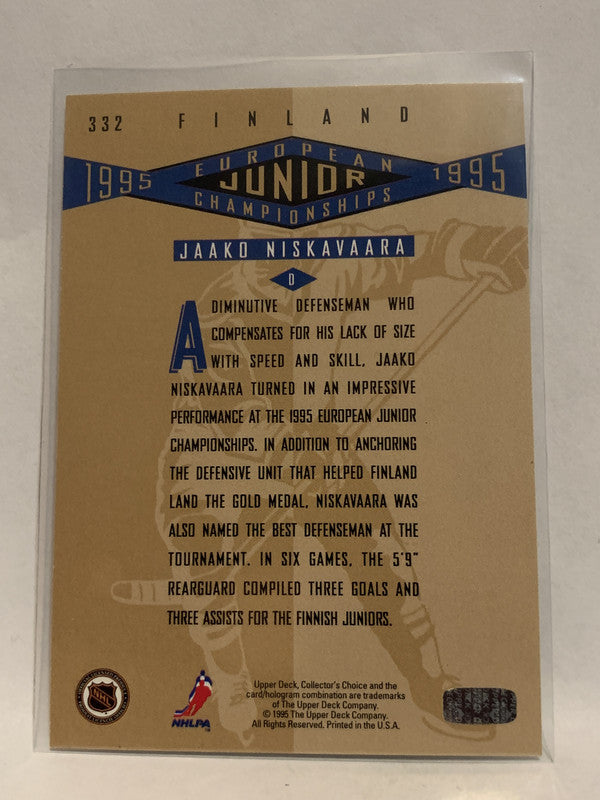 332 FINLAND
1995 EUROPEAN JUNIOR CHAMPIONSHIPS 1995
JAAKO NISKAVAARA
D
A DIMINUTIVE DEFENSEMAN WHO
COMPENSATES FOR HIS LACK OF SIZE
WITH SPEED AND SKILL, JAAKO
NISKAVAARA TURNED IN AN IMPRESSIVE
PERFORMANCE AT THE 1995 EUROPEAN JUNIOR
CHAMPIONSHIPS. IN ADDITION TO ANCHORING
THE DEFENSIVE UNIT THAT HELPED FINLAND
LAND THE GOLD MEDAL, NISKAVAARA WAS
ALSO NAMED THE BEST DEFENSEMAN AT THE
TOURNAMENT. IN SIX GAMES, THE 5'9"
REARGUARD COMPILED THREE GOALS AND
THREE ASSISTS FOR THE FINNISH JUNIORS.
NHL
NHLPA
Upper Deck, Collector's Choice and the
card/hologram combination are trademarks
of The Upper Deck Company.
© 1995 The Upper Deck Company.
All Rights Reserved. Printed in the U.S.A.